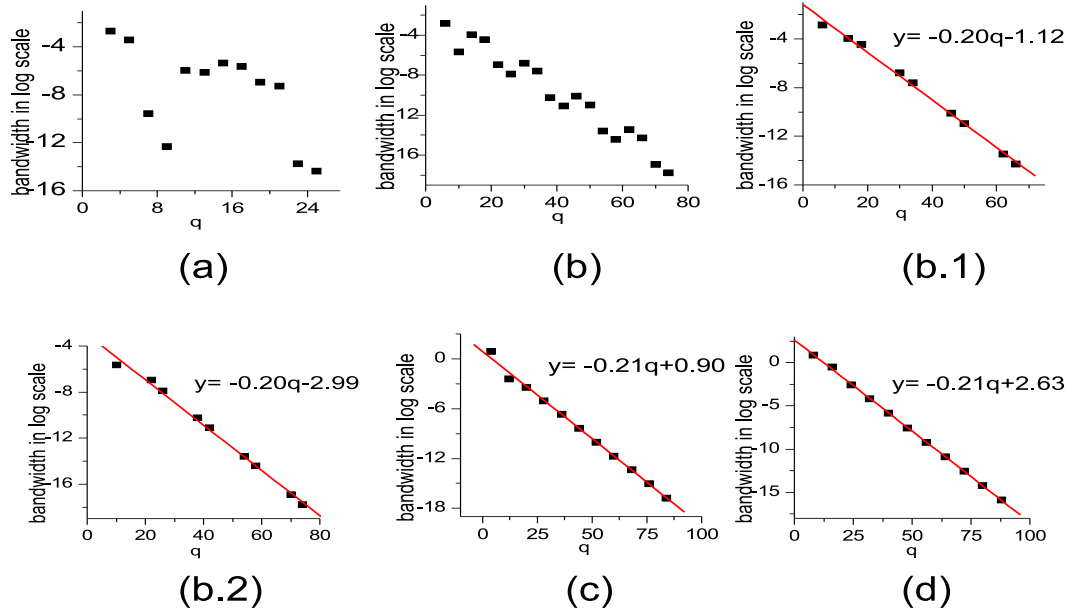 bandwidth in log scale
-4
-8
-12
-16
0
8
16
24
q
(a)
bandwidth in log scale
-4
-8
12
16
0
20
40
60
80
q
(b)
bandwidth in log scale
-4
-8
-12
-16
0
20
40
60
q
y= -0.20q-1.12
(b.1)
bandwidth in log scale
-4
-8
-12
-16
0
20
40
60
80
q
y= -0.20q-2.99
(b.2)
bandwidth in log scale
0
-6
-12
-18
0
25
50
75
100
q
y= -0.21q+0.90
(c)
bandwidth in log scale
0
-5
-10
-15
0
25
50
75
100
q
y= -0.21q+2.63
(d)